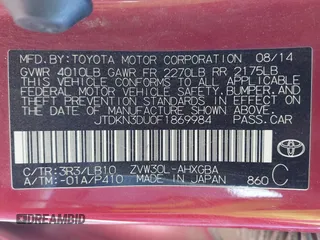 MFD. BY: TOYOTA MOTOR CORPORATION 08/14
GVWR 4010LB GAWR FR 2270LB RR 2175LB
THIS VEHICLE CONFORMS TO ALL APPLICABLE
FEDERAL MOTOR VEHICLE SAFETY, BUMPER, AND
THEFT PREVENTION STANDARDS IN EFFECT ON
THE DATE OF MANUFACTURE SHOWN ABOVE.
JTDKN3DU0F1869984 PASS.CAR
C/TR: 3R3/LB10 ZVW30L-AHXGBA
A/TM: -01A/P410 MADE IN JAPAN 860 C
TOYOTA
DREAMBID